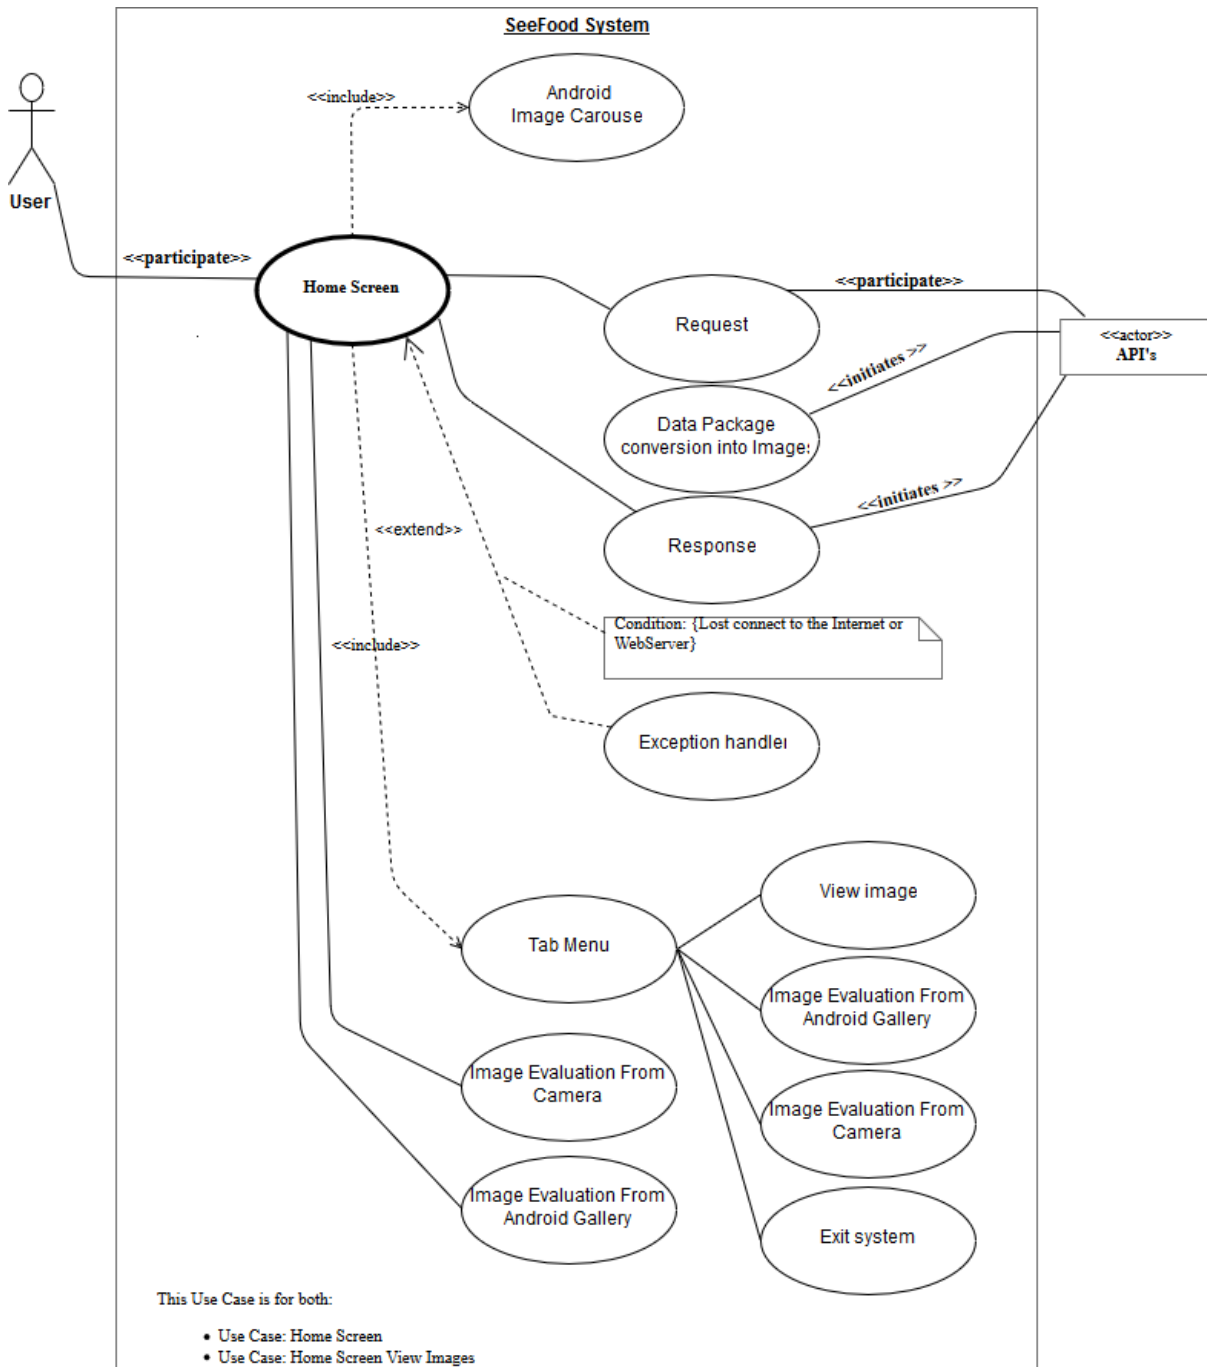 SeeFood System
<<include>>
Android
Image Carouse
User
<<participate>>
Home Screen
<<participate>>
Request
<<actor>>
API's
<<initiates >>
Data Package
conversion into Images
<<initiates >>
Response
<<extend>>
Condition: {Lost connect to the Internet or
WebServer}
<<include>>
Exception handler
View image
Tab Menu
Image Evaluation From
Android Gallery
Image Evaluation From
Camera
Image Evaluation From
Camera
Image Evaluation From
Android Gallery
Exit system
This Use Case is for both:
• Use Case: Home Screen
• Use Case: Home Screen View Images